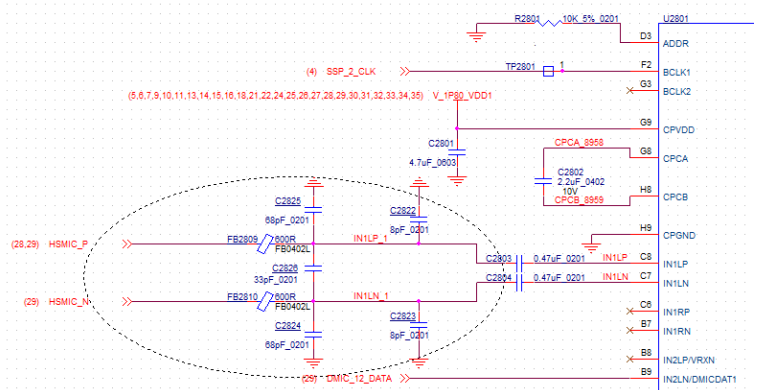 R2801 10K_5%_0201 U2801
D3 ADDR
(4) SSP_2_CLK TP2801 1 F2 BCLK1
G3 BCLK2
(5,6,7,9,10,11,13,14,15,16,18,21,22,24,25,26,27,28,29,30,31,32,33,34,35) V_1P80_VDD1
G9 CPVDD
C2801 CPCA_8958 G8 CPCA
4.7uF_0603
C2802
2.2uF_0402
10V
CPCB_8959 H8 CPCB
C2825
68pF_0201
C2822
8pF_0201
H9 CPGND
(28,29) HSMIC_P FB2809 600R IN1LP_1
FB0402L
C2803 0.47uF_0201 IN1LP C8 IN1LP
C2826
33pF_0201
C2804 0.47uF_0201 IN1LN C7 IN1LN
(29) HSMIC_N FB2810 600R IN1LN_1
FB0402L
C6 IN1RP
C2824
68pF_0201
C2823
8pF_0201
B7 IN1RN
B8 IN2LP/VRXN
(29) DMIC_12_DATA B9 IN2LN/DMICDAT1